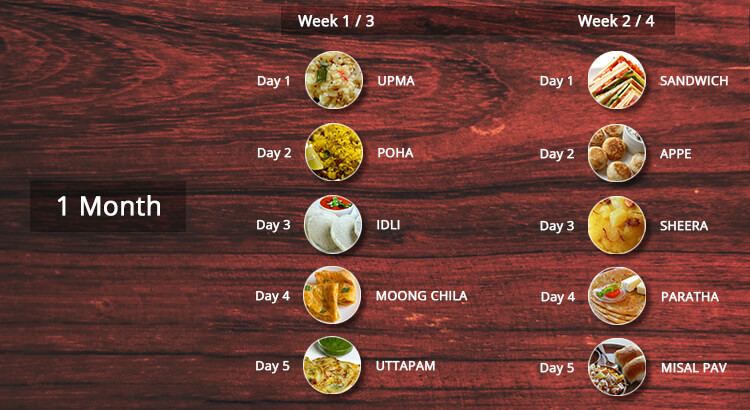 1 Month
Week 1 / 3
Day 1 UPMA
Day 2 POHA
Day 3 IDLI
Day 4 MOONG CHILA
Day 5 UTTAPAM
Week 2 / 4
Day 1 SANDWICH
Day 2 APPE
Day 3 SHEERA
Day 4 PARATHA
Day 5 MISAL PAV